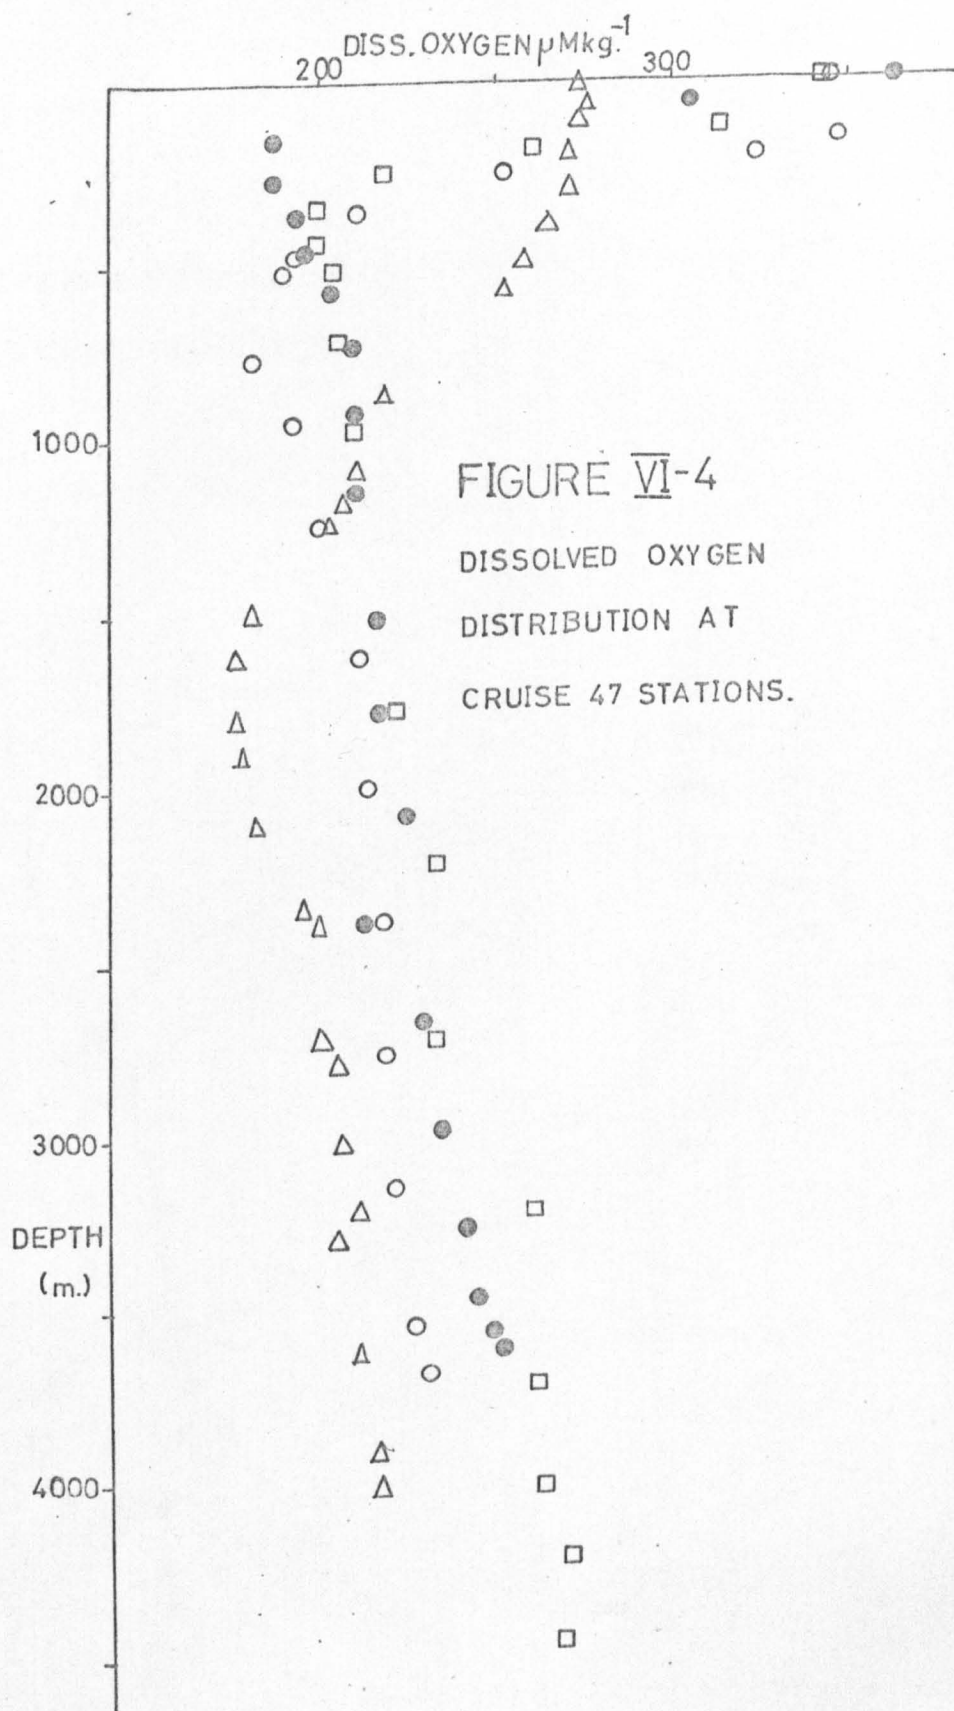 DISS. OXYGEN µMkg.⁻¹
200 300
1000
FIGURE VI-4
DISSOLVED OXYGEN
DISTRIBUTION AT
CRUISE 47 STATIONS.
2000
3000
DEPTH
(m.)
4000